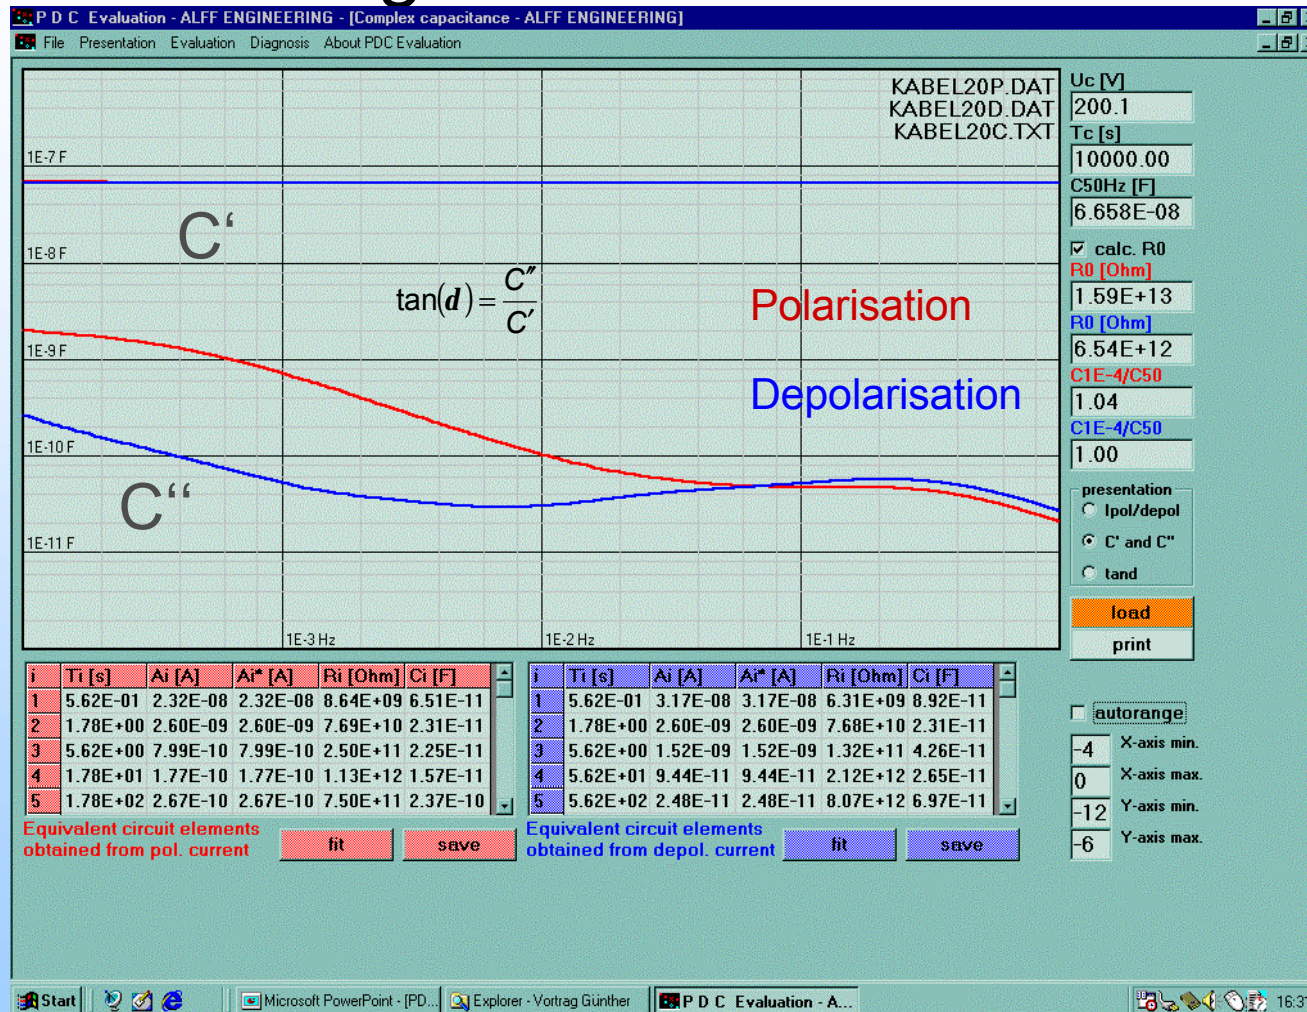 P D C Evaluation - ALFF ENGINEERING - [Complex capacitance - ALFF ENGINEERING]
File Presentation Evaluation Diagnosis About PDC Evaluation
KABEL20P.DAT
KABEL20D.DAT
KABEL20C.TXT
1E-7 F
C‘
1E-8 F
tan(d) = C″ / C′
Polarisation
1E-9 F
Depolarisation
1E-10 F
C‘‘
1E-11 F
1E-3 Hz 1E-2 Hz 1E-1 Hz
Uc [V]
200.1
Tc [s]
10000.00
C50Hz [F]
6.658E-08
calc. R0
R0 [Ohm]
1.59E+13
R0 [Ohm]
6.54E+12
C1E-4/C50
1.04
C1E-4/C50
1.00
presentation
Ipol/depol
C' and C"
tand
load
print
i Ti [s] Ai [A] Ai* [A] Ri [Ohm] Ci [F]
1 5.62E-01 2.32E-08 2.32E-08 8.64E+09 6.51E-11
2 1.78E+00 2.60E-09 2.60E-09 7.69E+10 2.31E-11
3 5.62E+00 7.99E-10 7.99E-10 2.50E+11 2.25E-11
4 1.78E+01 1.77E-10 1.77E-10 1.13E+12 1.57E-11
5 1.78E+02 2.67E-10 2.67E-10 7.50E+11 2.37E-10
Equivalent circuit elements
obtained from pol. current
fit save
i Ti [s] Ai [A] Ai* [A] Ri [Ohm] Ci [F]
1 5.62E-01 3.17E-08 3.17E-08 6.31E+09 8.92E-11
2 1.78E+00 2.60E-09 2.60E-09 7.68E+10 2.31E-11
3 5.62E+00 1.52E-09 1.52E-09 1.32E+11 4.26E-11
4 5.62E+01 9.44E-11 9.44E-11 2.12E+12 2.65E-11
5 5.62E+02 2.48E-11 2.48E-11 8.07E+12 6.97E-11
Equivalent circuit elements
obtained from depol. current
fit save
autorange
-4 X-axis min.
0 X-axis max.
-12 Y-axis min.
-6 Y-axis max.
Start Microsoft PowerPoint - [PD... Explorer - Vortrag Günther P D C Evaluation - A...